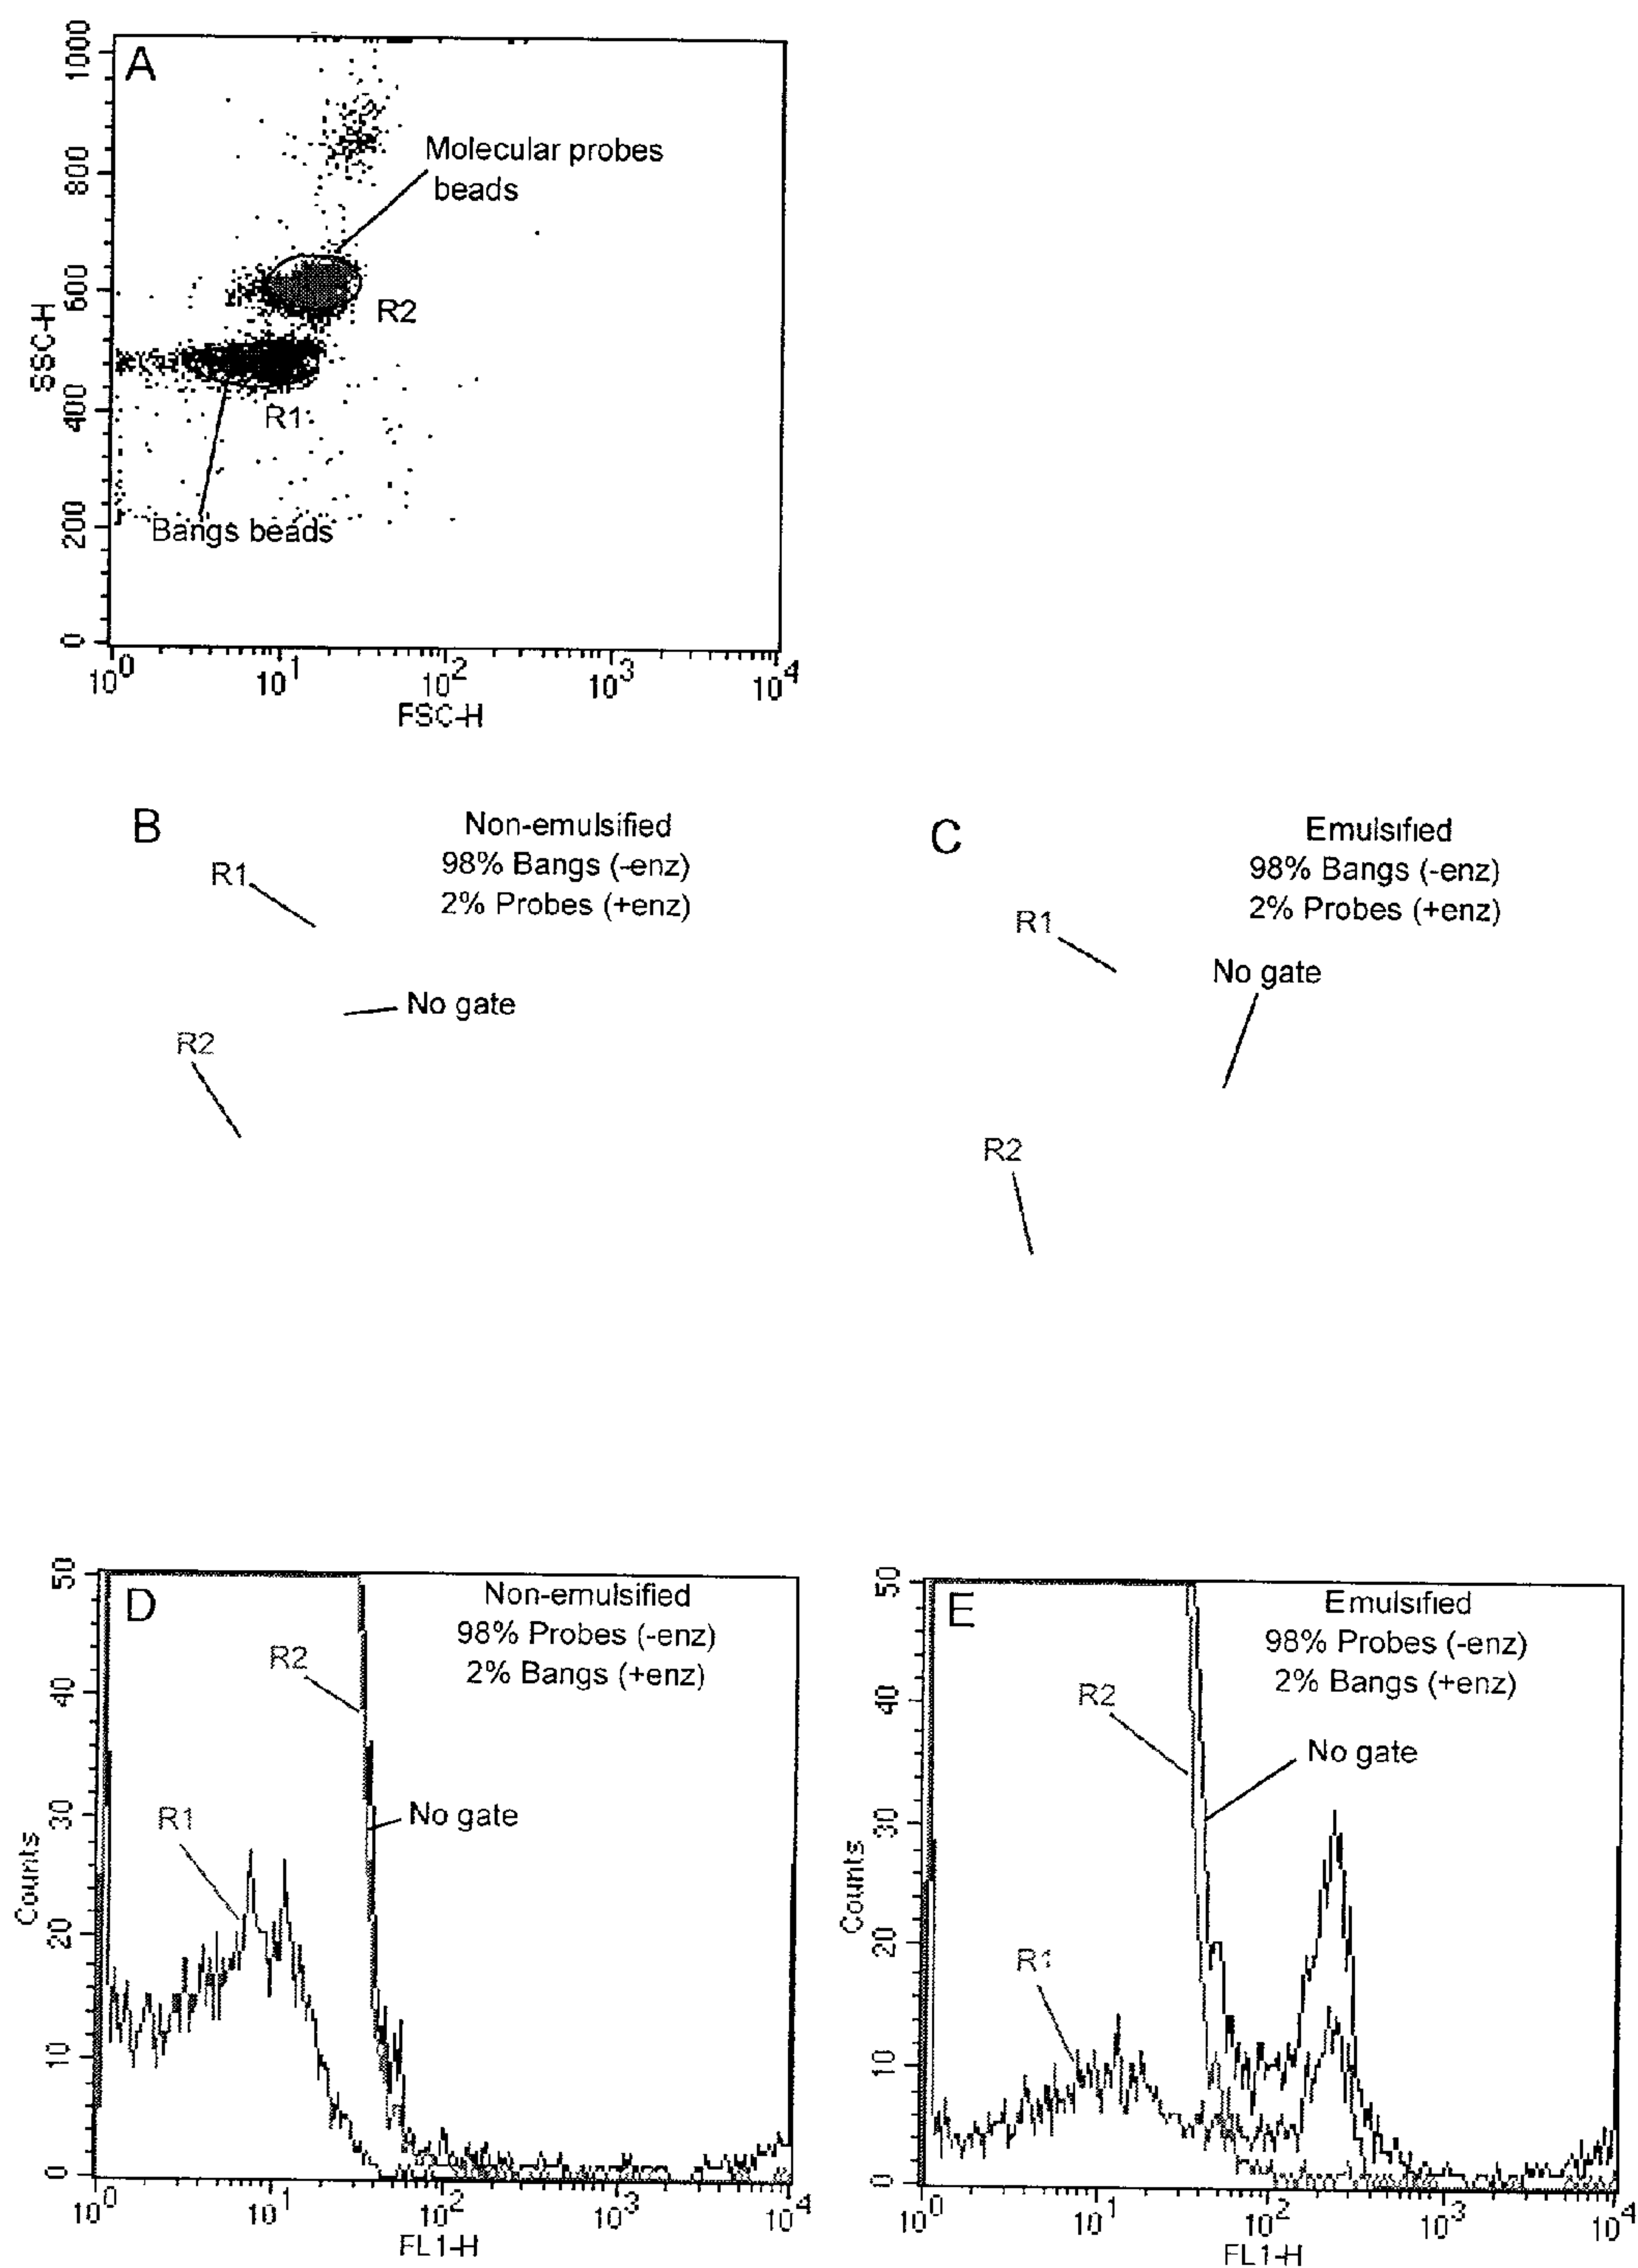 A
1000
800
600
400
200
0
SSC-H
Molecular probes
beads
R2
R1
Bangs beads
10^0 10^1 10^2 10^3 10^4
FSC-H
B
Non-emulsified
98% Bangs (-enz)
2% Probes (+enz)
R1
No gate
R2
C
Emulsified
98% Bangs (-enz)
2% Probes (+enz)
R1
No gate
R2
D
Non-emulsified
98% Probes (-enz)
2% Bangs (+enz)
R2
No gate
R1
50
40
30
20
10
0
Counts
10^0 10^1 10^2 10^3 10^4
FL1-H
E
Emulsified
98% Probes (-enz)
2% Bangs (+enz)
R2
No gate
R1
50
40
30
20
10
0
Counts
10^0 10^1 10^2 10^3 10^4
FL1-H